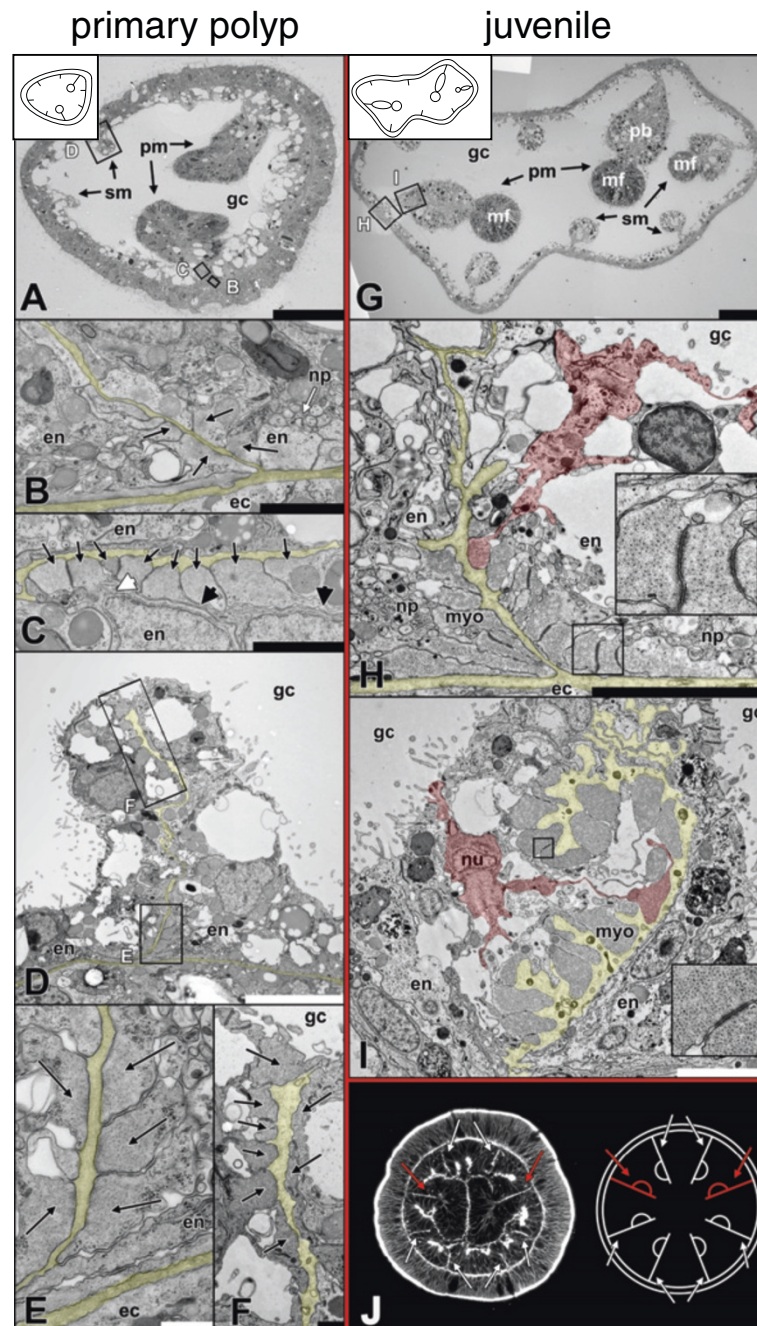 primary polyp
juvenile
D
pm
sm
gc
C
B
A
gc
pb
pm
mf
mf
I
H
mf
sm
G
np
en
en
ec
B
en
en
C
gc
F
en
en
E
D
en
ec
E
gc
F
gc
en
en
np
myo
np
ec
H
gc
gc
nu
myo
en
en
I
J